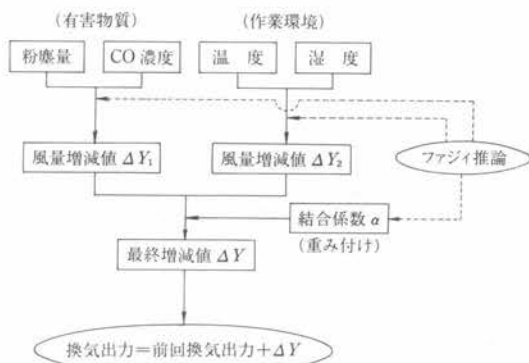 (有害物質) (作業環境)
粉塵量 CO 濃度 温 度 湿 度
風量増減値 ΔY₁ 風量増減値 ΔY₂ ファジィ推論
結合係数 α
(重み付け)
最終増減値 ΔY
換気出力=前回換気出力+ΔY